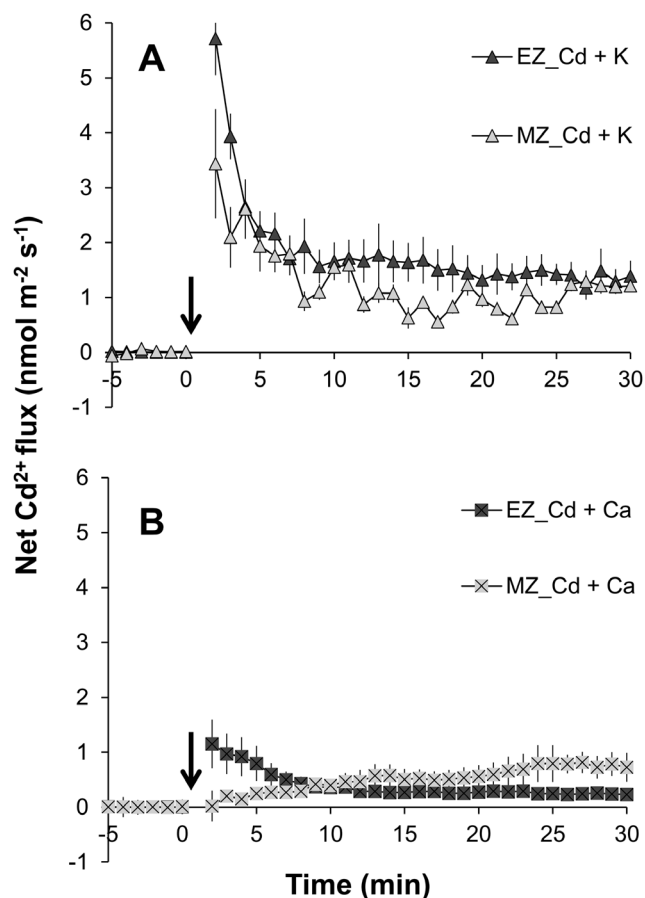 6
5
4
3
2
1
0
-1
A
EZ_Cd + K
MZ_Cd + K
-5 0 5 10 15 20 25 30
Net Cd²⁺ flux (nmol m⁻² s⁻¹)
6
5
4
3
2
1
0
-1
B
EZ_Cd + Ca
MZ_Cd + Ca
-5 0 5 10 15 20 25 30
Time (min)